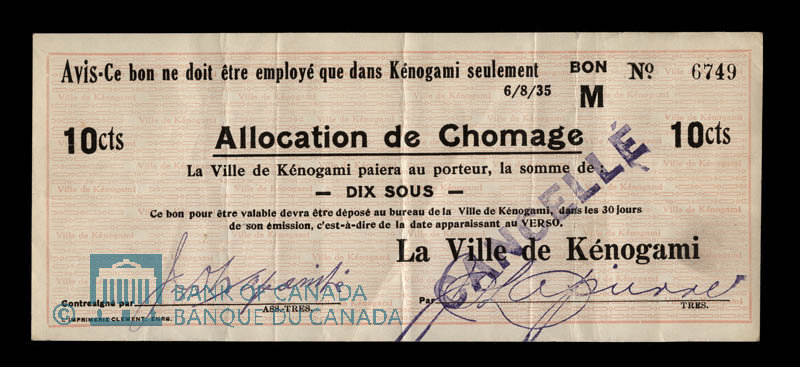 Avis-Ce bon ne doit être employé que dans Kénogami seulement
BON Nº 6749
6/8/35 M
10cts Allocation de Chomage 10cts
La Ville de Kénogami paiera au porteur, la somme de :
— DIX SOUS —
Ce bon pour être valable devra être déposé au bureau de la Ville de Kénogami, dans les 30 jours
de son émission, c'est-à-dire de la date apparaissant au VERSO.
CANCELLÉ
La Ville de Kénogami
Contresigné par
ASS-TRES.
Par
TRES.
IMPRIMERIE CLEMENT, ENRG.
© BANK OF CANADA
BANQUE DU CANADA